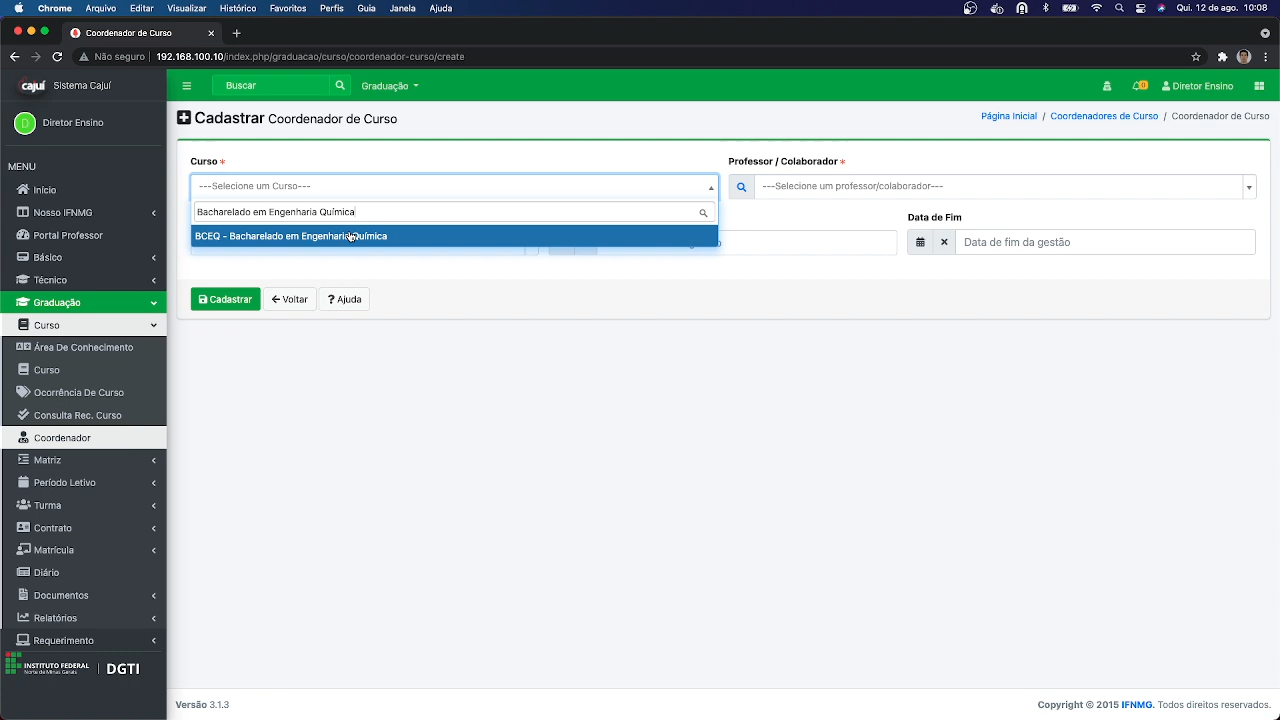 Chrome Arquivo Editar Visualizar Histórico Favoritos Perfis Guia Janela Ajuda Qui. 12 de ago. 10:08
Coordenador de Curso
Não seguro 192.168.100.10/index.php/graduacao/curso/coordenador-curso/create
cajuí Sistema Cajuí
Buscar
Graduação
0
Diretor Ensino
D Diretor Ensino
Cadastrar Coordenador de Curso
Página Inicial / Coordenadores de Curso / Coordenador de Curso
MENU
Início
Nosso IFNMG
Portal Professor
Básico
Técnico
Graduação
Curso
Área De Conhecimento
Curso
Ocorrência De Curso
Consulta Rec. Curso
Coordenador
Matriz
Período Letivo
Turma
Contrato
Matrícula
Diário
Documentos
Relatórios
Requerimento
INSTITUTO FEDERAL
Norte de Minas Gerais
DGTI
Curso *
---Selecione um Curso---
Bacharelado em Engenharia Química
BCEQ - Bacharelado em Engenharia Química
Professor / Colaborador *
---Selecione um professor/colaborador---
Data de Fim
Data de fim da gestão
Cadastrar
Voltar
? Ajuda
Versão 3.1.3
Copyright © 2015 IFNMG. Todos direitos reservados.